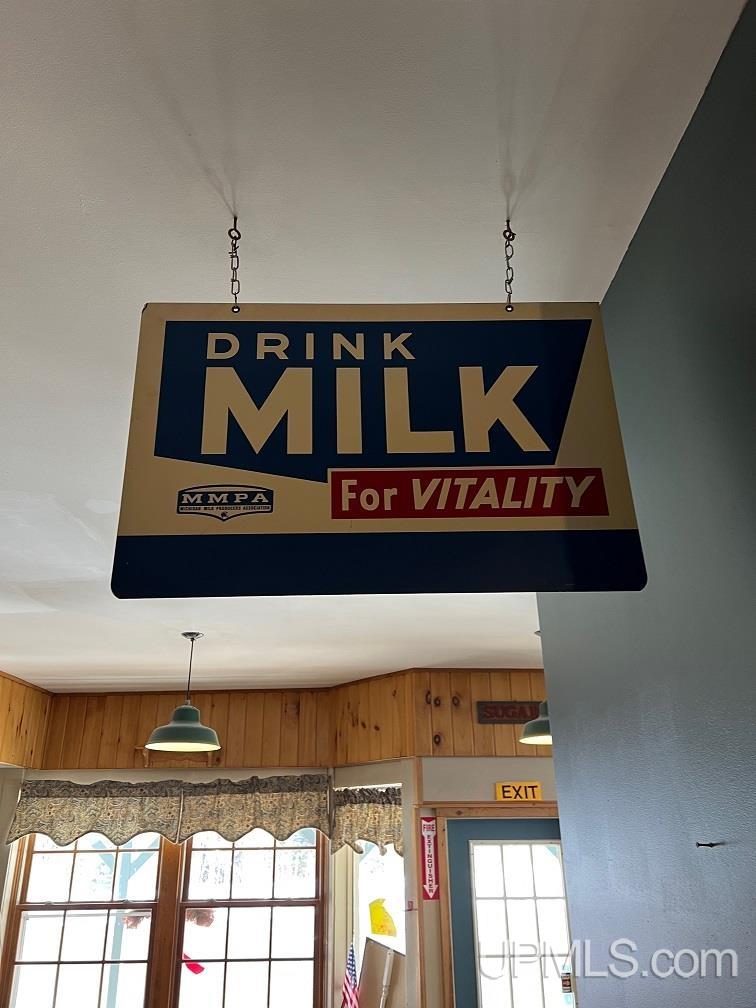 DRINK
MILK
For VITALITY
MMPA
MICHIGAN MILK PRODUCERS ASSOCIATION
EXIT
FIRE
EXTINGUISHER
UPMLS.com